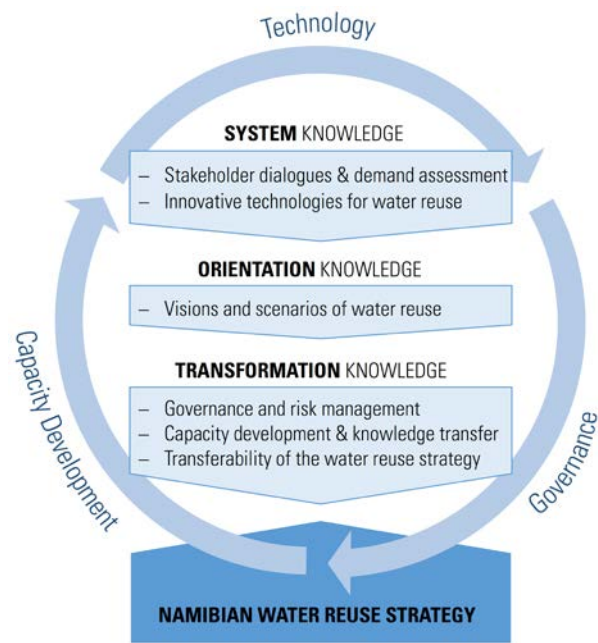 Technology
SYSTEM KNOWLEDGE
– Stakeholder dialogues & demand assessment
– Innovative technologies for water reuse
ORIENTATION KNOWLEDGE
– Visions and scenarios of water reuse
TRANSFORMATION KNOWLEDGE
– Governance and risk management
– Capacity development & knowledge transfer
– Transferability of the water reuse strategy
Capacity Development
Governance
NAMIBIAN WATER REUSE STRATEGY